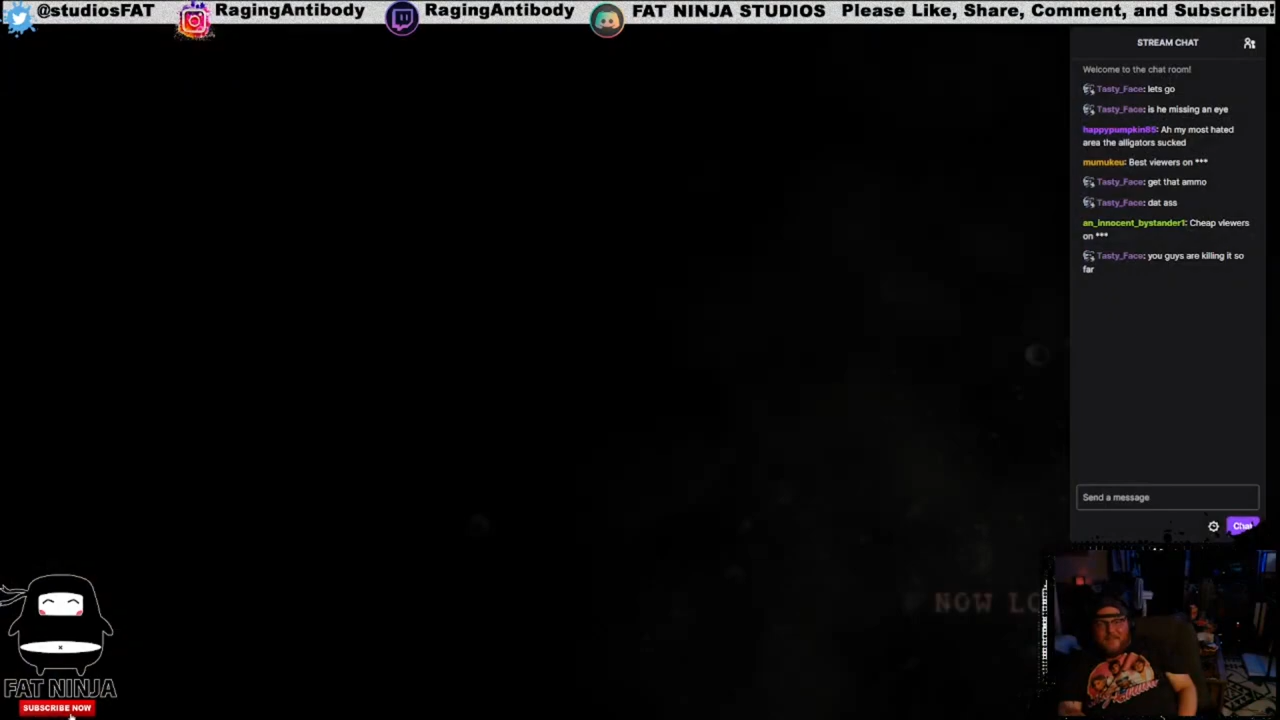 @studiosFAT RagingAntibody RagingAntibody FAT NINJA STUDIOS Please Like, Share, Comment, and Subscribe!
STREAM CHAT
Welcome to the chat room!
Tasty_Face: lets go
Tasty_Face: is he missing an eye
happypumpkin85: Ah my most hated
area the alligators sucked
mumukeu: Best viewers on ***
Tasty_Face: get that ammo
Tasty_Face: dat ass
an_innocent_bystander1: Cheap viewers
on ***
Tasty_Face: you guys are killing it so
far
Send a message
Chat
NOW LO
FAT NINJA
SUBSCRIBE NOW